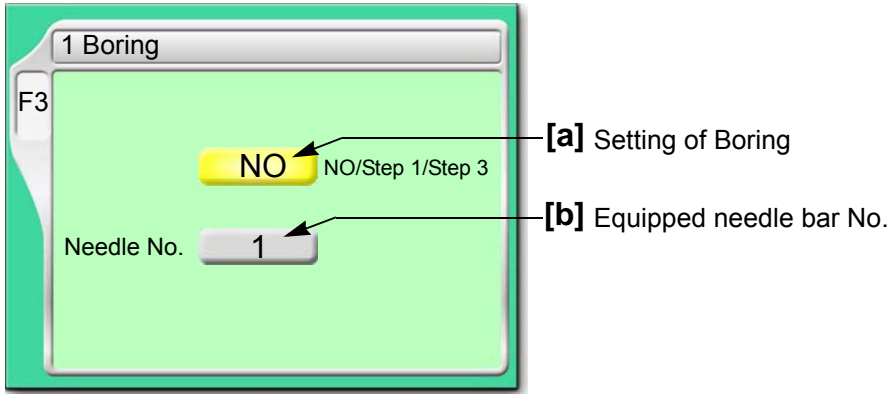 1 Boring
F3
[a] Setting of Boring
NO NO/Step 1/Step 3
[b] Equipped needle bar No.
Needle No. 1